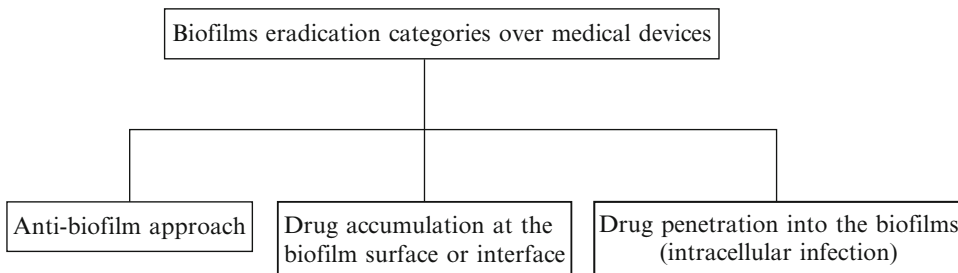 Biofilms eradication categories over medical devices
Anti-biofilm approach
Drug accumulation at the
biofilm surface or interface
Drug penetration into the biofilms
(intracellular infection)